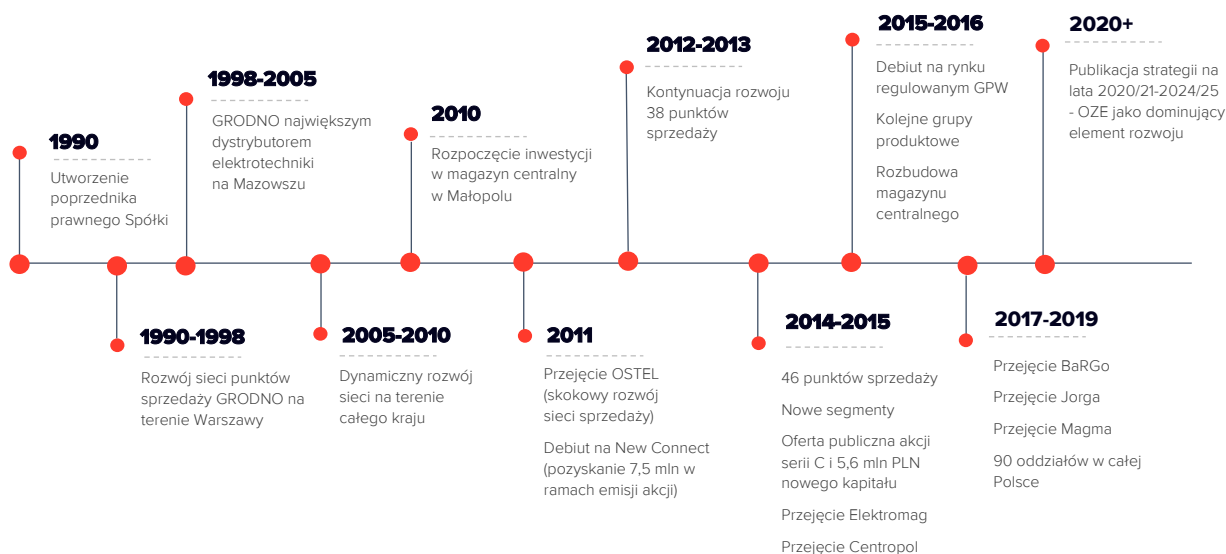 1990
Utworzenie
poprzednika
prawnego Spółki
1990-1998
Rozwój sieci punktów
sprzedaży GRODNO na
terenie Warszawy
1998-2005
GRODNO największym
dystrybutorem
elektrotechniki
na Mazowszu
2005-2010
Dynamiczny rozwój
sieci na terenie
całego kraju
2010
Rozpoczęcie inwestycji
w magazyn centralny
w Małopolu
2011
Przejęcie OSTEL
(skokowy rozwój
sieci sprzedaży)
Debiut na New Connect
(pozyskanie 7,5 mln w
ramach emisji akcji)
2012-2013
Kontynuacja rozwoju
38 punktów
sprzedaży
2014-2015
46 punktów sprzedaży
Nowe segmenty
Oferta publiczna akcji
serii C i 5,6 mln PLN
nowego kapitału
Przejęcie Elektromag
Przejęcie Centropol
2015-2016
Debiut na rynku
regulowanym GPW
Kolejne grupy
produktowe
Rozbudowa
magazynu
centralnego
2017-2019
Przejęcie BaRGo
Przejęcie Jorga
Przejęcie Magma
90 oddziałów w całej
Polsce
2020+
Publikacja strategii na
lata 2020/21-2024/25
- OZE jako dominujący
element rozwoju